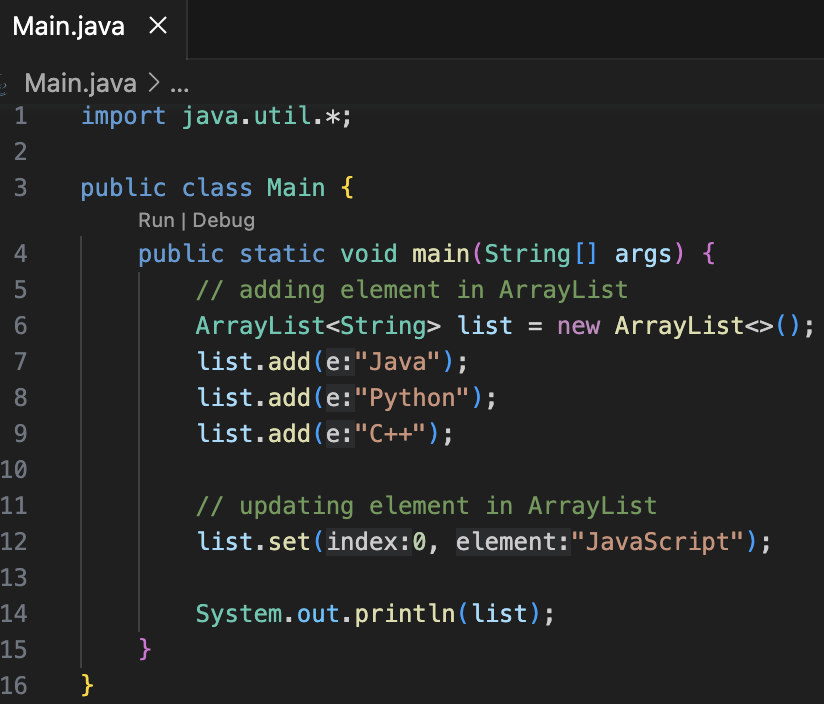 Main.java ×
Main.java > ...
1 import java.util.*;
2
3 public class Main {
Run | Debug
4 public static void main(String[] args) {
5 // adding element in ArrayList
6 ArrayList<String> list = new ArrayList<>();
7 list.add(e:"Java");
8 list.add(e:"Python");
9 list.add(e:"C++");
10
11 // updating element in ArrayList
12 list.set(index:0, element:"JavaScript");
13
14 System.out.println(list);
15 }
16 }